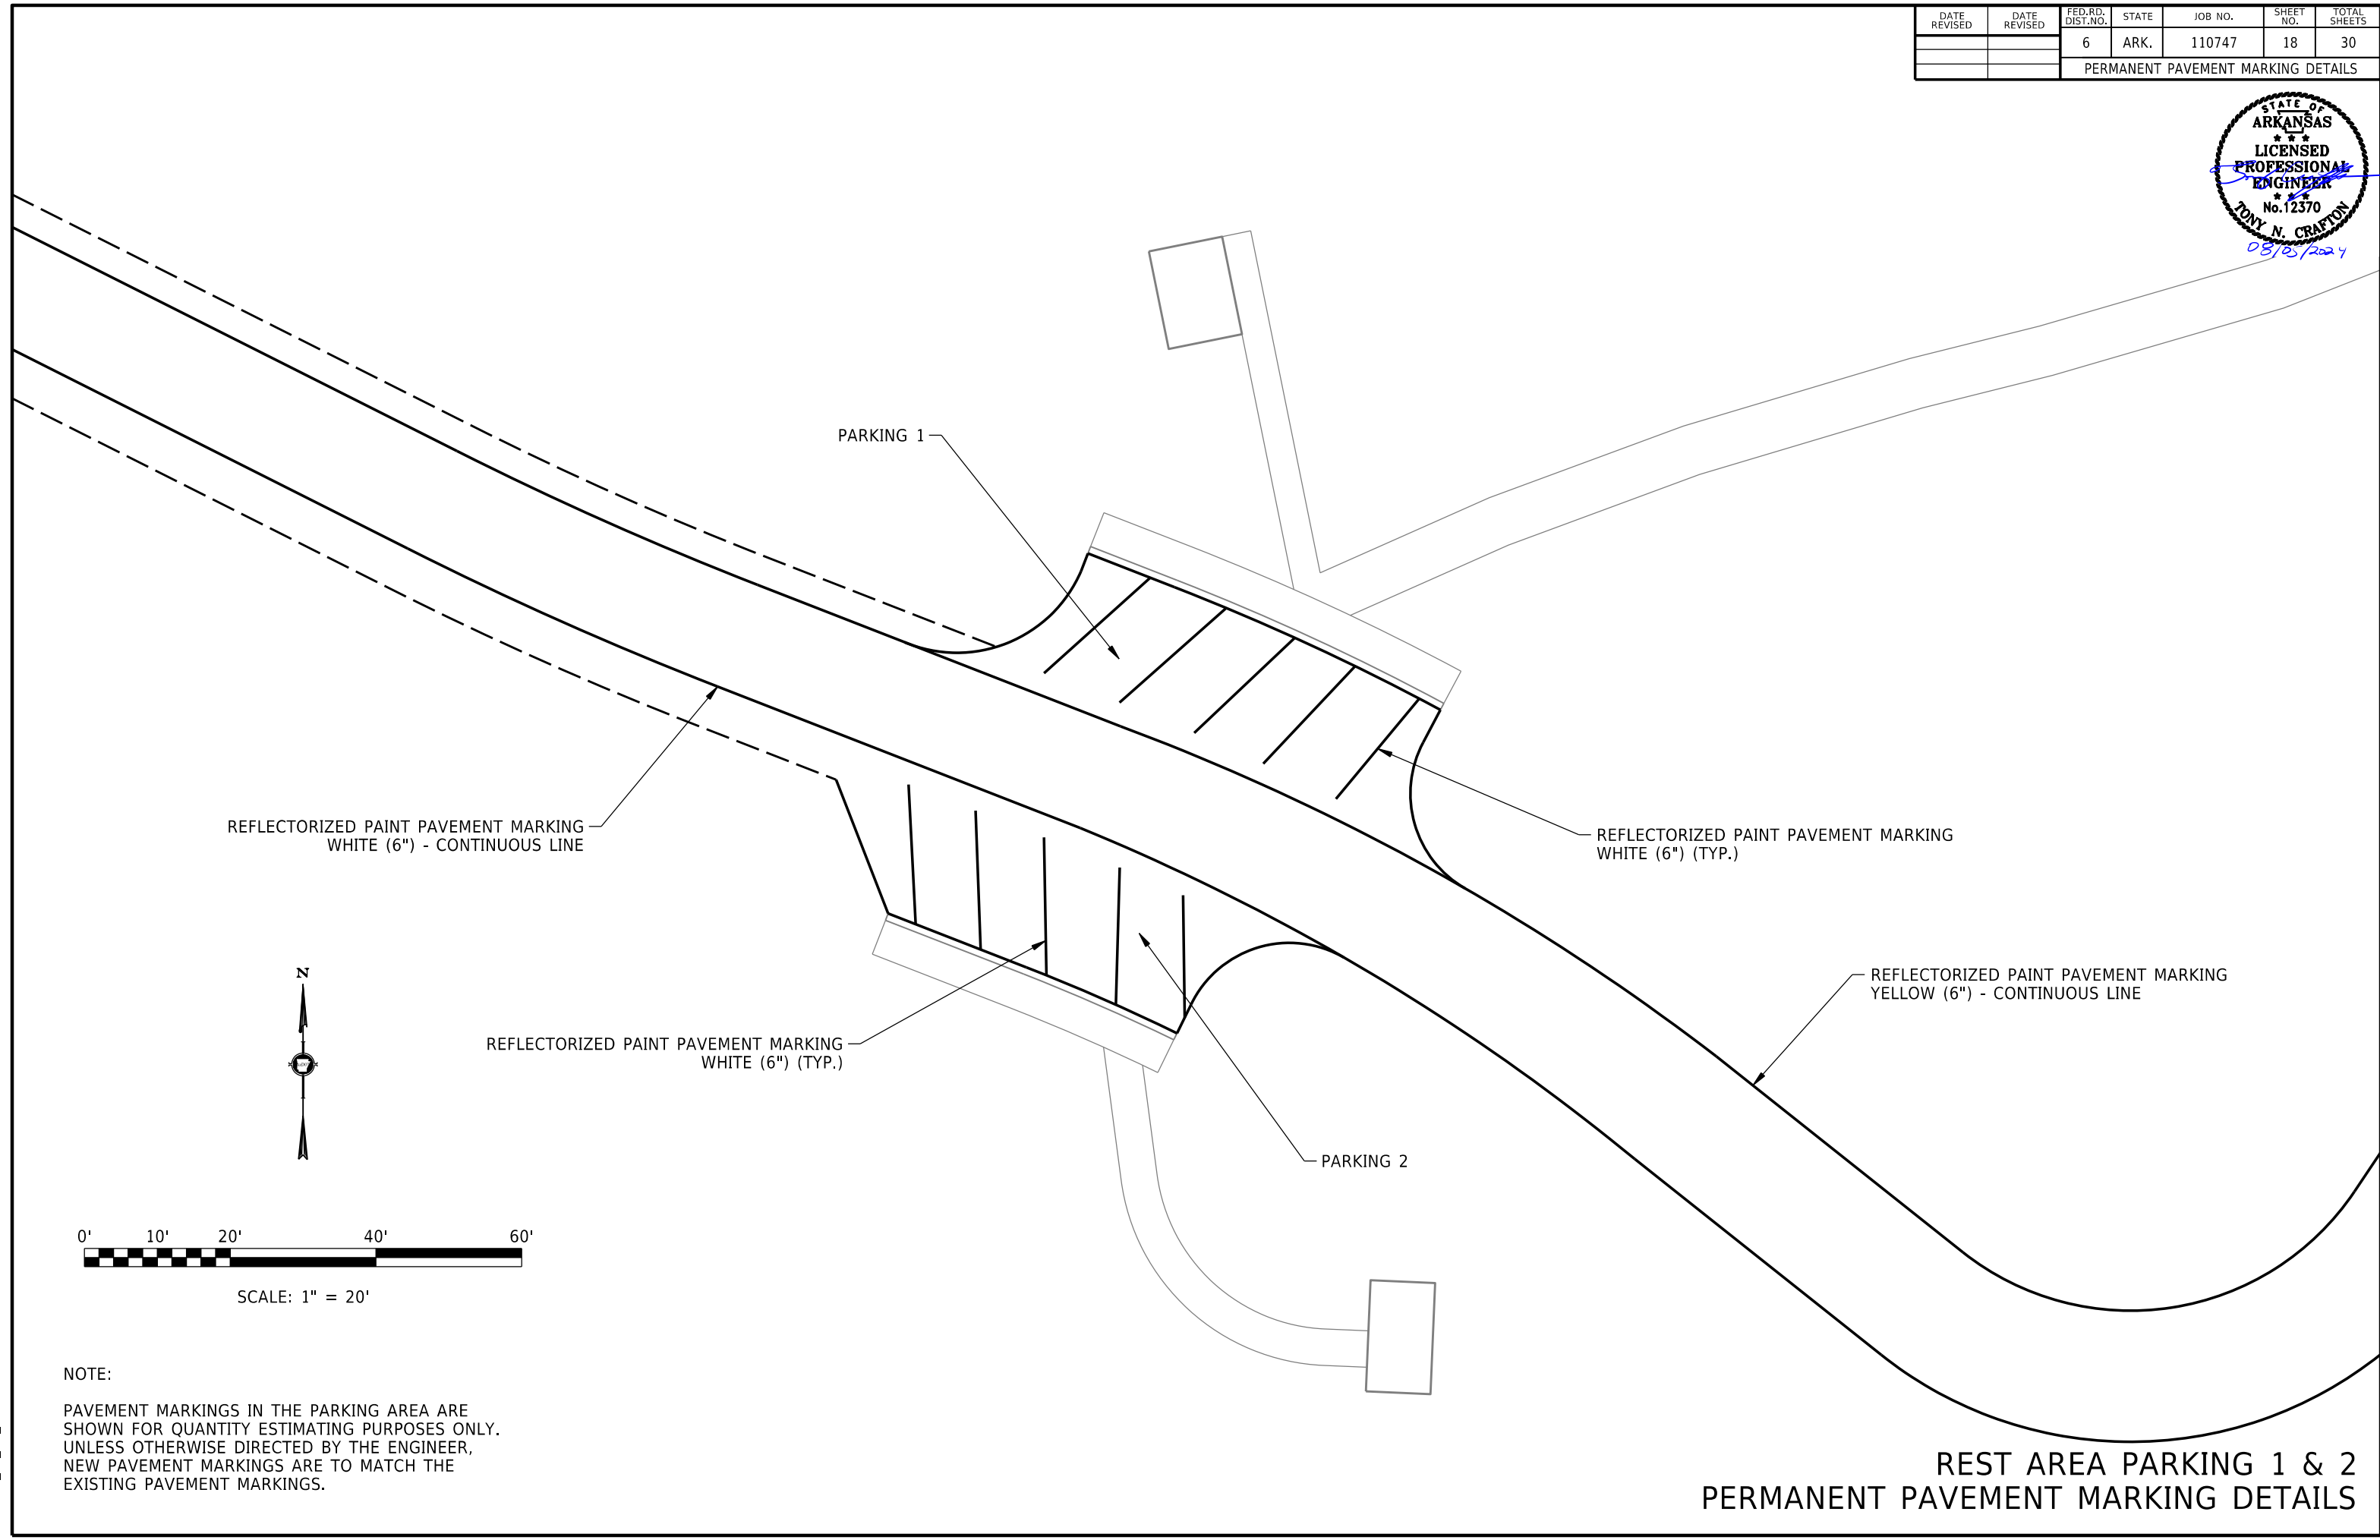 DATE REVISED
DATE REVISED
FED.RD. DIST.NO.
STATE
JOB NO.
SHEET NO.
TOTAL SHEETS
6
ARK.
110747
18
30
PERMANENT PAVEMENT MARKING DETAILS
STATE OF
ARKANSAS
LICENSED
PROFESSIONAL
ENGINEER
No.12370
TONY N. CRAFTON
08/05/2024
PARKING 1
REFLECTORIZED PAINT PAVEMENT MARKING
WHITE (6") - CONTINUOUS LINE
REFLECTORIZED PAINT PAVEMENT MARKING
WHITE (6") (TYP.)
REFLECTORIZED PAINT PAVEMENT MARKING
YELLOW (6") - CONTINUOUS LINE
REFLECTORIZED PAINT PAVEMENT MARKING
WHITE (6") (TYP.)
PARKING 2
N
0' 10' 20' 40' 60'
SCALE: 1" = 20'
NOTE:
PAVEMENT MARKINGS IN THE PARKING AREA ARE
SHOWN FOR QUANTITY ESTIMATING PURPOSES ONLY.
UNLESS OTHERWISE DIRECTED BY THE ENGINEER,
NEW PAVEMENT MARKINGS ARE TO MATCH THE
EXISTING PAVEMENT MARKINGS.
REST AREA PARKING 1 & 2
PERMANENT PAVEMENT MARKING DETAILS